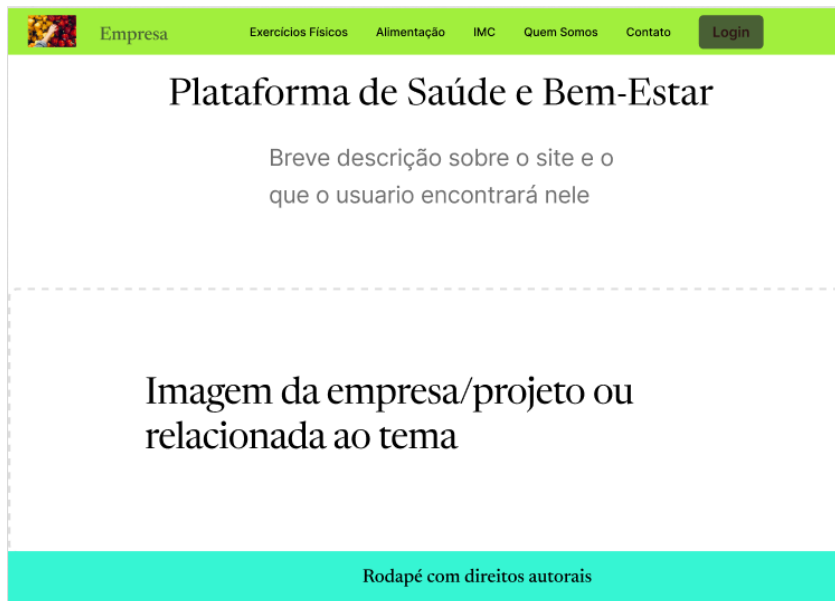 Empresa
Exercícios Físicos
Alimentação
IMC
Quem Somos
Contato
Login
Plataforma de Saúde e Bem-Estar
Breve descrição sobre o site e o
que o usuario encontrará nele
Imagem da empresa/projeto ou
relacionada ao tema
Rodapé com direitos autorais